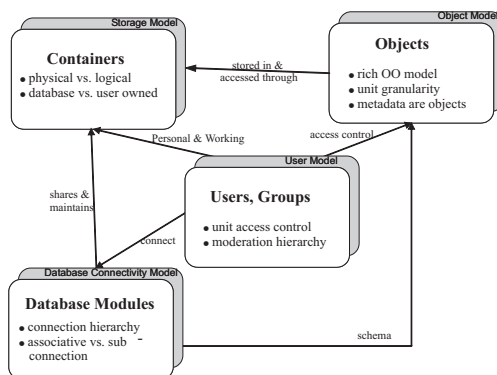 Storage Model
Object Model
Containers
• physical vs. logical
• database vs. user owned
stored in &
accessed through
Objects
• rich OO model
• unit granularity
• metadata are objects
Personal & Working
access control
User Model
Users, Groups
• unit access control
• moderation hierarchy
shares &
maintains
connect
Database Connectivity Model
Database Modules
• connection hierarchy
• associative vs. sub -
connection
schema